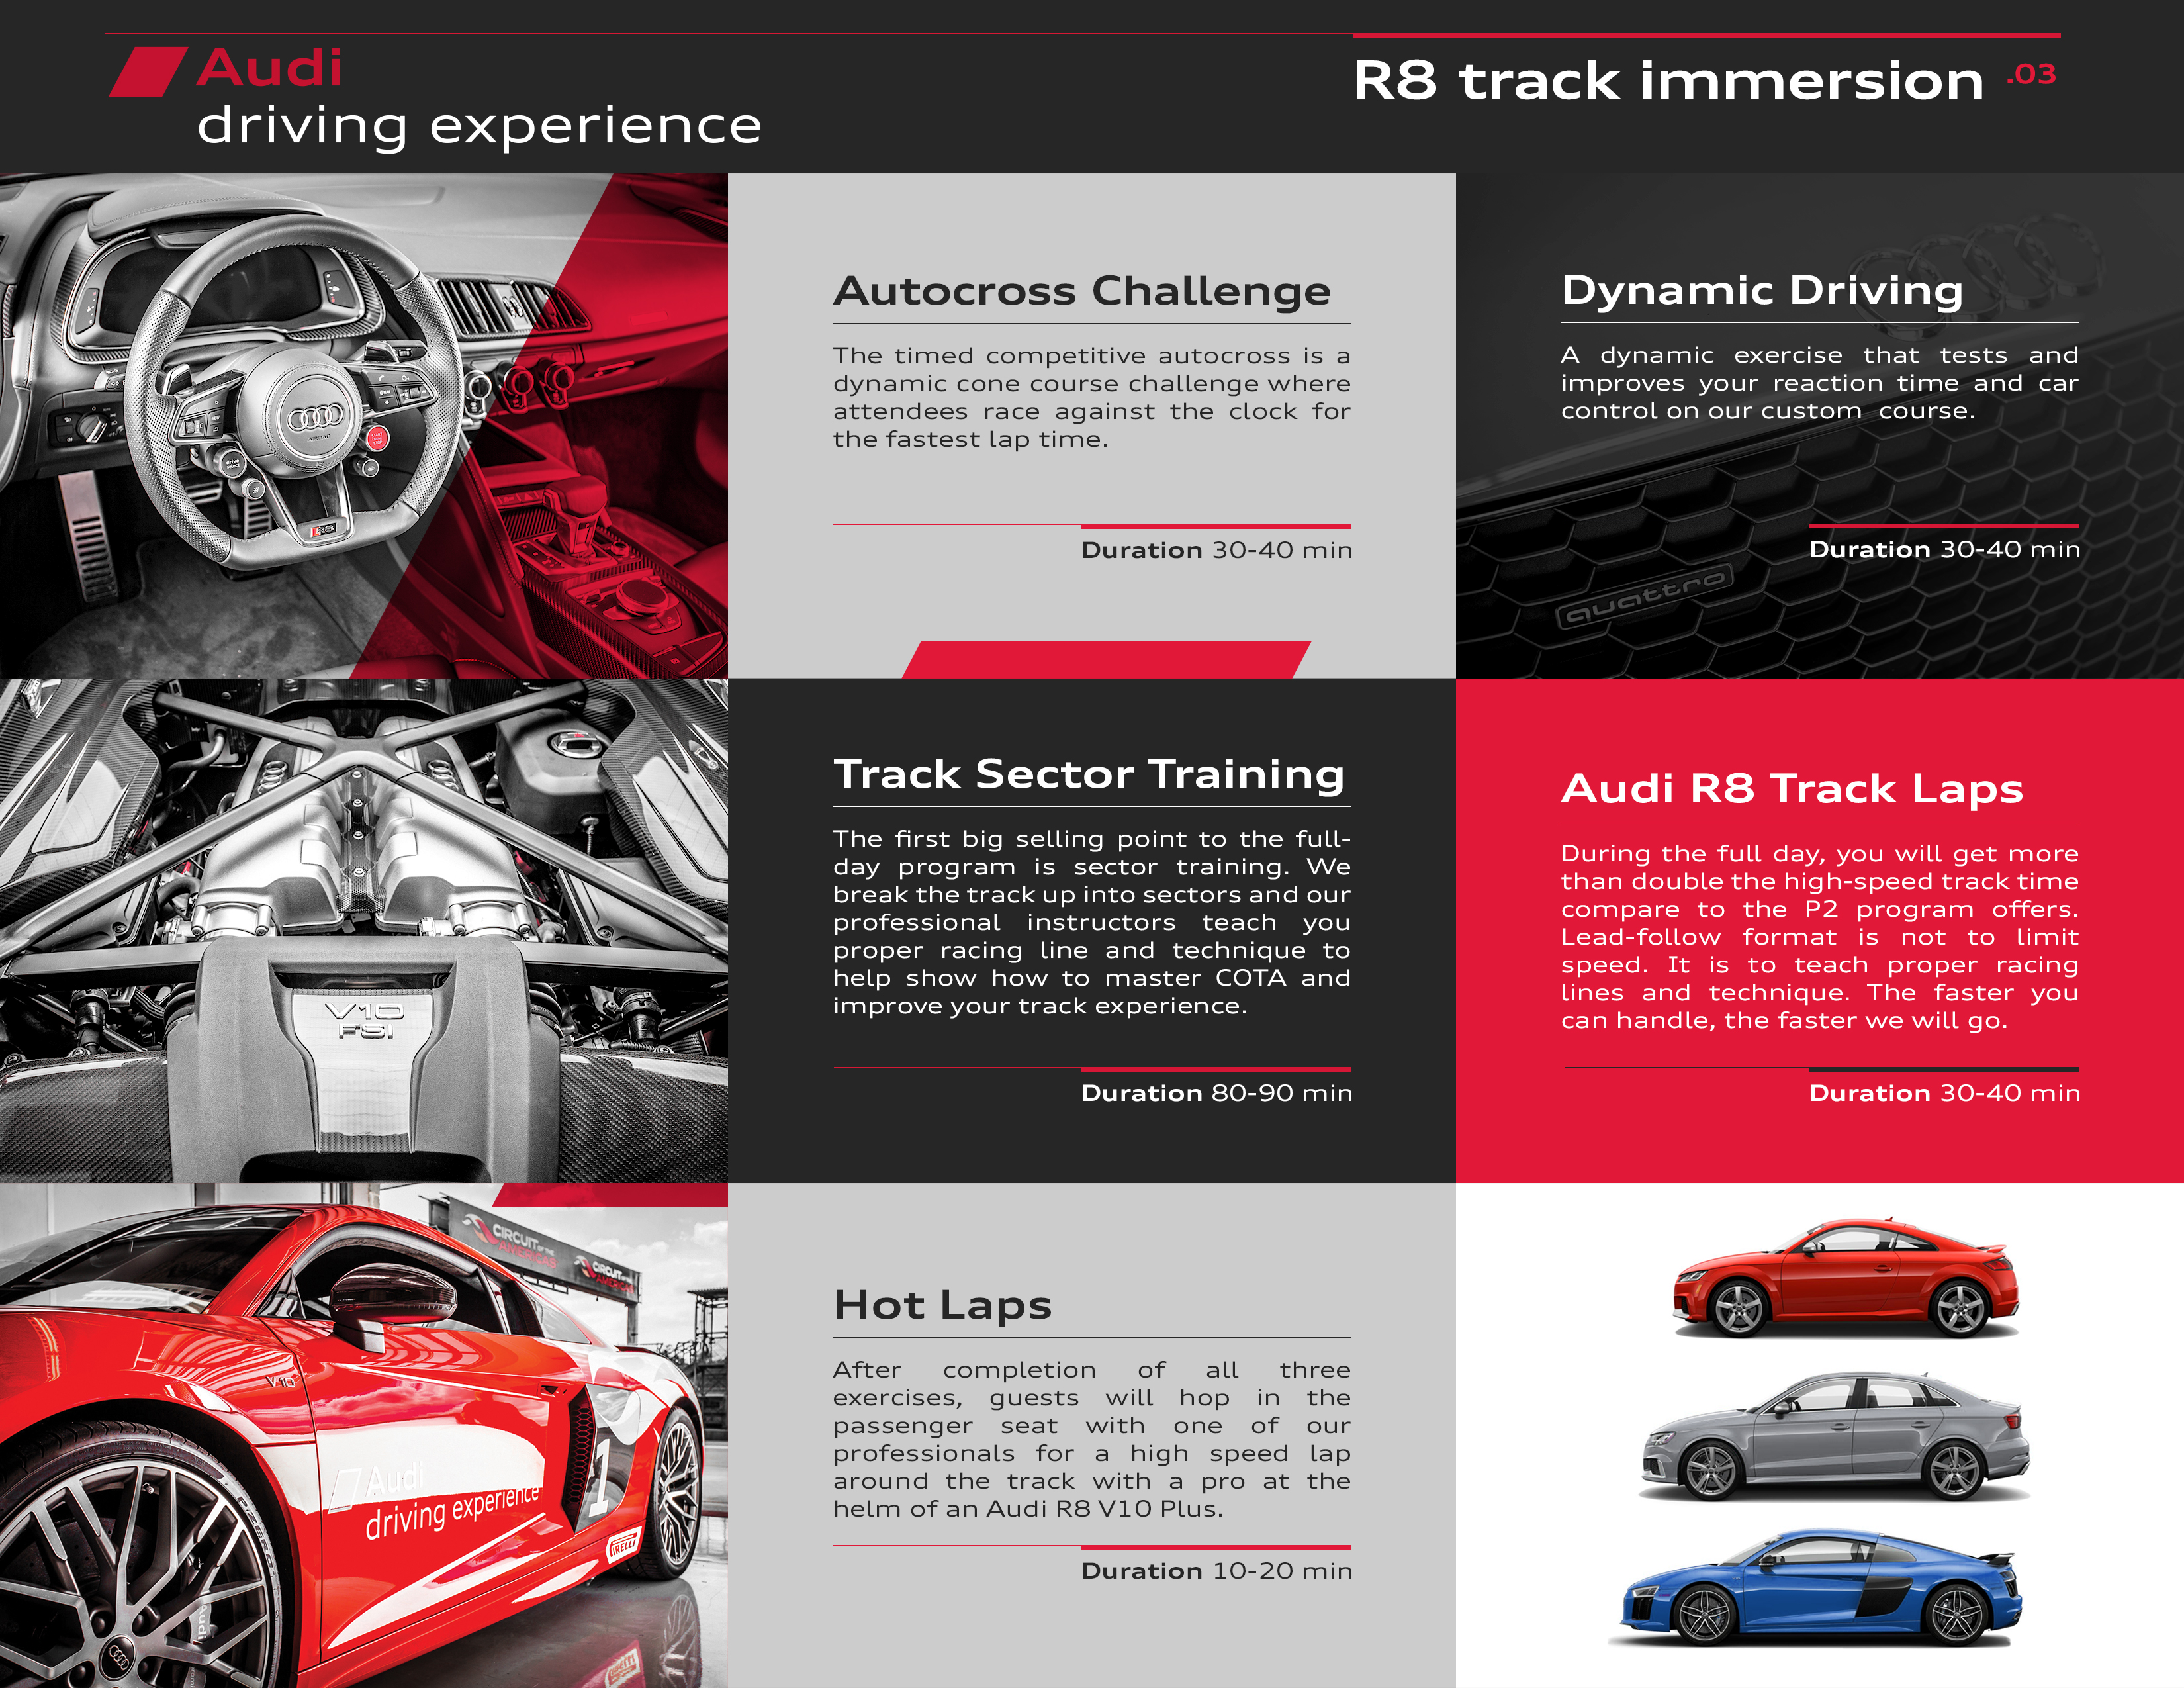 Audi
driving experience
R8 track immersion .03
Autocross Challenge
The timed competitive autocross is a
dynamic cone course challenge where
attendees race against the clock for
the fastest lap time.
Duration 30-40 min
Dynamic Driving
A dynamic exercise that tests and
improves your reaction time and car
control on our custom course.
Duration 30-40 min
quattro
R8
V10
FSI
Track Sector Training
The first big selling point to the full-
day program is sector training. We
break the track up into sectors and our
professional instructors teach you
proper racing line and technique to
help show how to master COTA and
improve your track experience.
Duration 80-90 min
Audi R8 Track Laps
During the full day, you will get more
than double the high-speed track time
compare to the P2 program offers.
Lead-follow format is not to limit
speed. It is to teach proper racing
lines and technique. The faster you
can handle, the faster we will go.
Duration 30-40 min
CIRCUIT OF THE
AMERICAS
CIRCUIT OF THE
AMERICAS
V10
Audi
driving experience
1
PIRELLI
Hot Laps
After completion of all three
exercises, guests will hop in the
passenger seat with one of our
professionals for a high speed lap
around the track with a pro at the
helm of an Audi R8 V10 Plus.
Duration 10-20 min